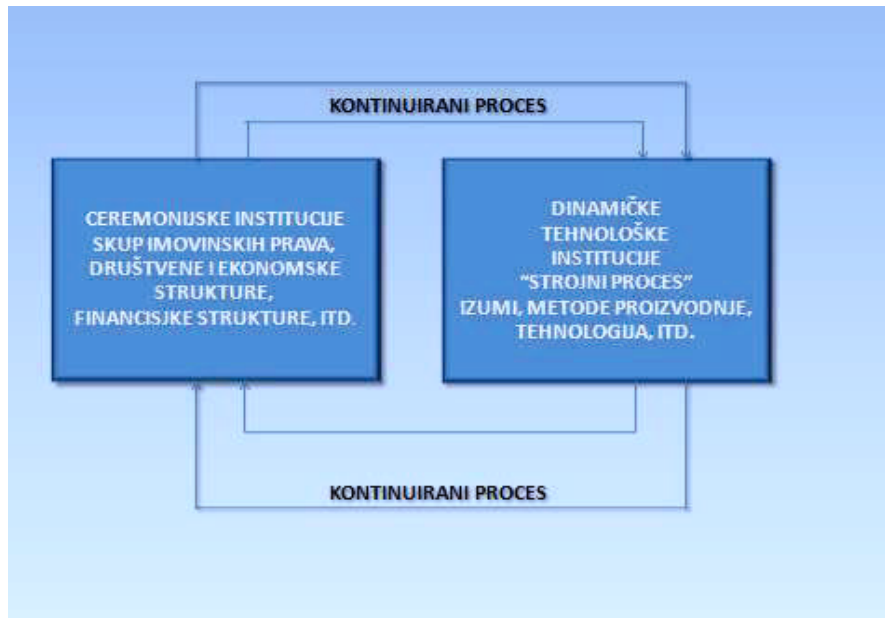 KONTINUIRANI PROCES
CEREMONIJSKE INSTITUCIJE
SKUP IMOVINSKIH PRAVA,
DRUŠTVENE I EKONOMSKE
STRUKTURE,
FINANCISJKE STRUKTURE, ITD.
DINAMIČKE
TEHNOLOŠKE
INSTITUCIJE
“STROJNI PROCES”
IZUMI, METODE PROIZVODNJE,
TEHNOLOGIJA, ITD.
KONTINUIRANI PROCES